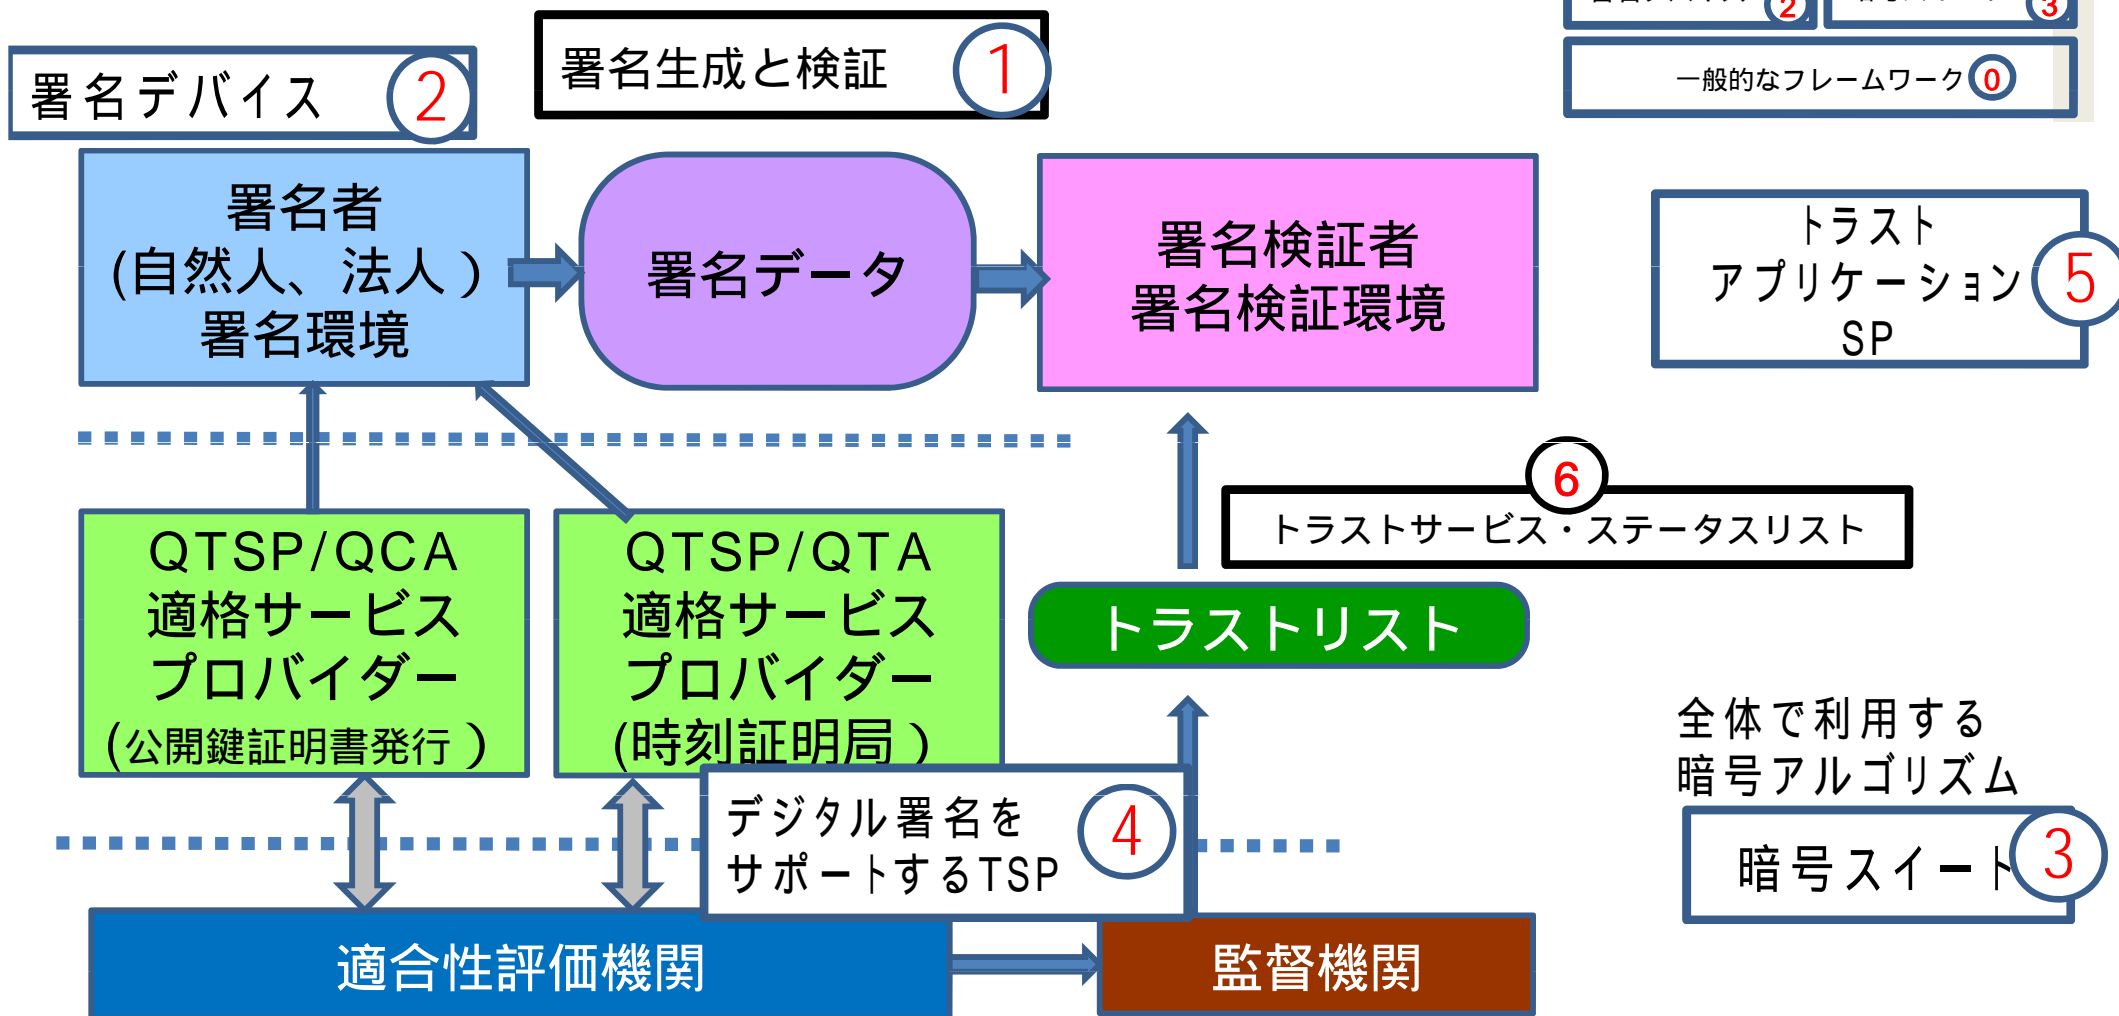 2
3
一般的なフレームワーク 0
署名デバイス 2
署名生成と検証 1
署名者
(自然人、法人)
署名環境
署名データ
署名検証者
署名検証環境
トラスト
アプリケーション
SP
5
6
トラストサービス・ステータスリスト
QTSP/QCA
適格サービス
プロバイダー
(公開鍵証明書発行)
QTSP/QTA
適格サービス
プロバイダー
(時刻証明局)
トラストリスト
デジタル署名を
サポートするTSP
4
全体で利用する
暗号アルゴリズム
暗号スイート 3
適合性評価機関
監督機関